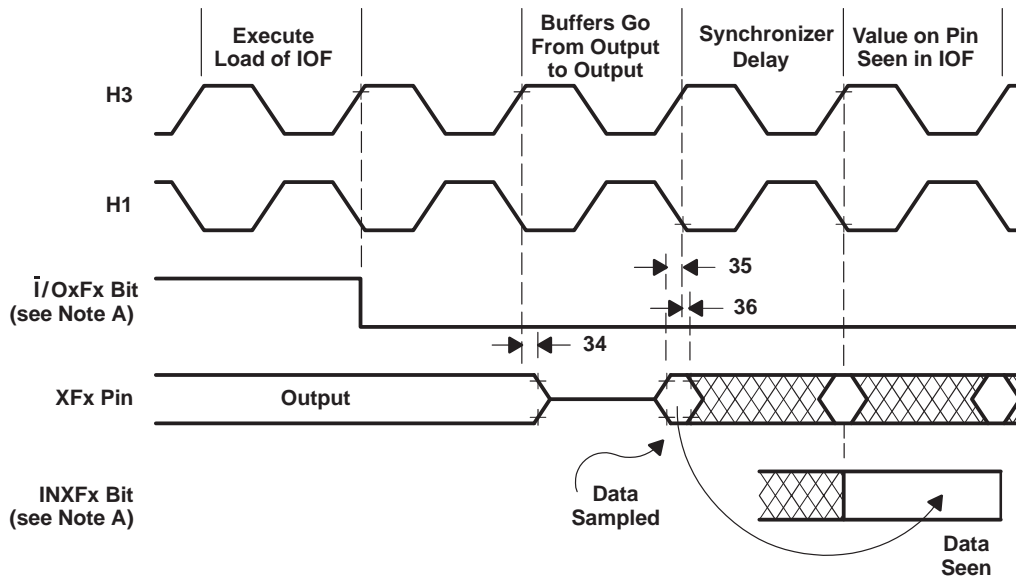 Execute
Load of IOF
Buffers Go
From Output
to Output
Synchronizer
Delay
Value on Pin
Seen in IOF
H3
H1
Ī/OxFx Bit
(see Note A)
35
36
34
XFx Pin
Output
Data
Sampled
INXFx Bit
(see Note A)
Data
Seen